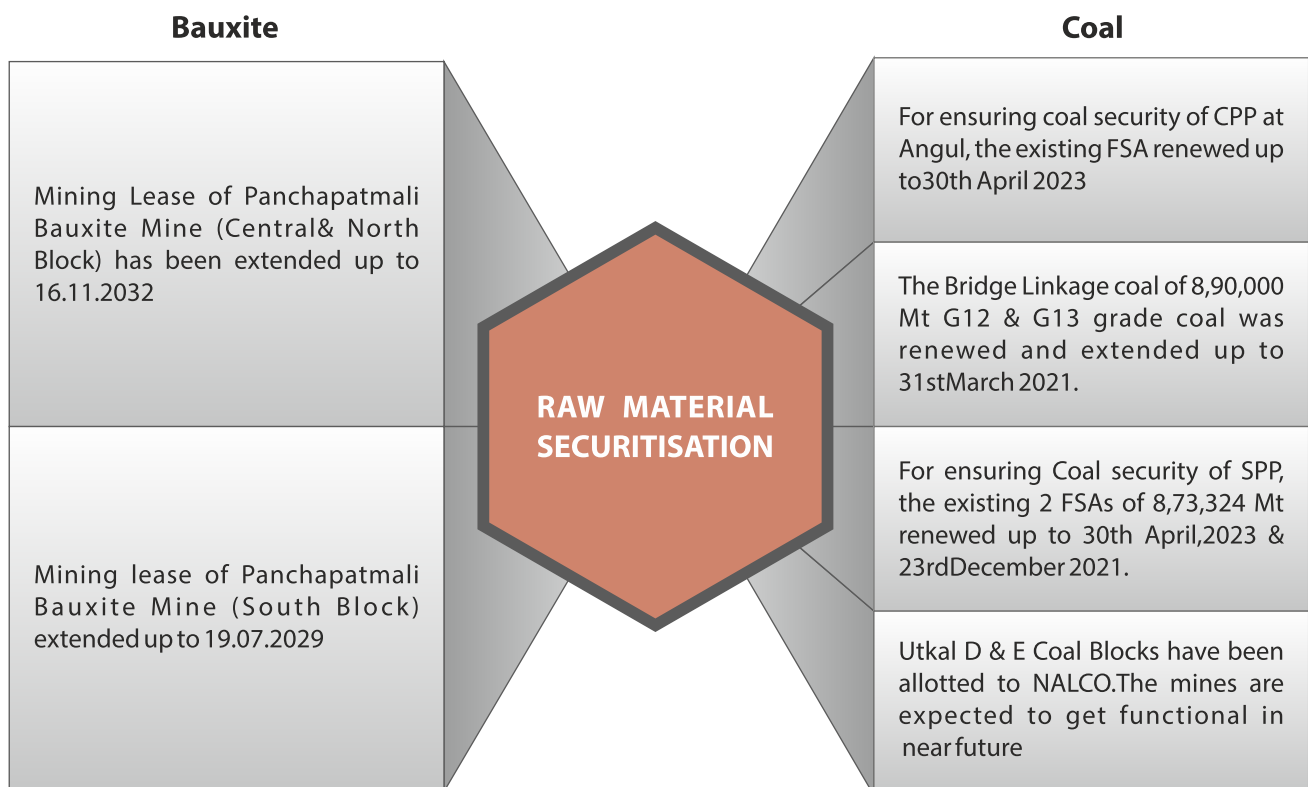 Bauxite
Mining Lease of Panchapatmali
Bauxite Mine (Central& North
Block) has been extended up to
16.11.2032
Mining lease of Panchapatmali
Bauxite Mine (South Block)
extended up to 19.07.2029
RAW MATERIAL
SECURITISATION
Coal
For ensuring coal security of CPP at
Angul, the existing FSA renewed up
to30th April 2023
The Bridge Linkage coal of 8,90,000
Mt G12 & G13 grade coal was
renewed and extended up to
31stMarch 2021.
For ensuring Coal security of SPP,
the existing 2 FSAs of 8,73,324 Mt
renewed up to 30th April,2023 &
23rdDecember 2021.
Utkal D & E Coal Blocks have been
allotted to NALCO.The mines are
expected to get functional in
near future